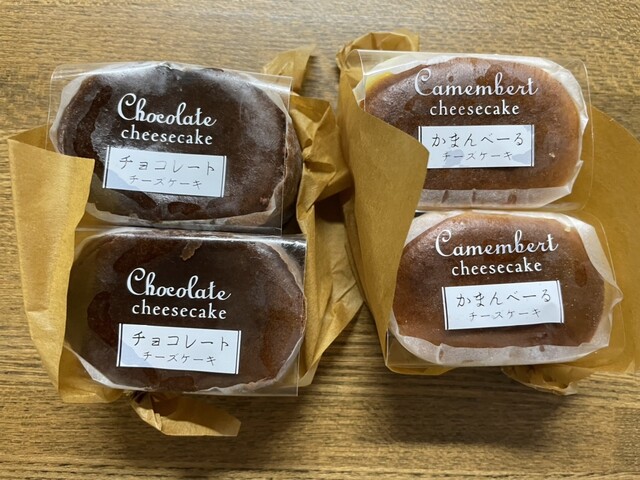 Chocolate
cheesecake
チョコレート
チーズケーキ
Chocolate
cheesecake
チョコレート
チーズケーキ
Camembert
cheesecake
かまんべーる
チーズケーキ
Camembert
cheesecake
かまんべーる
チーズケーキ